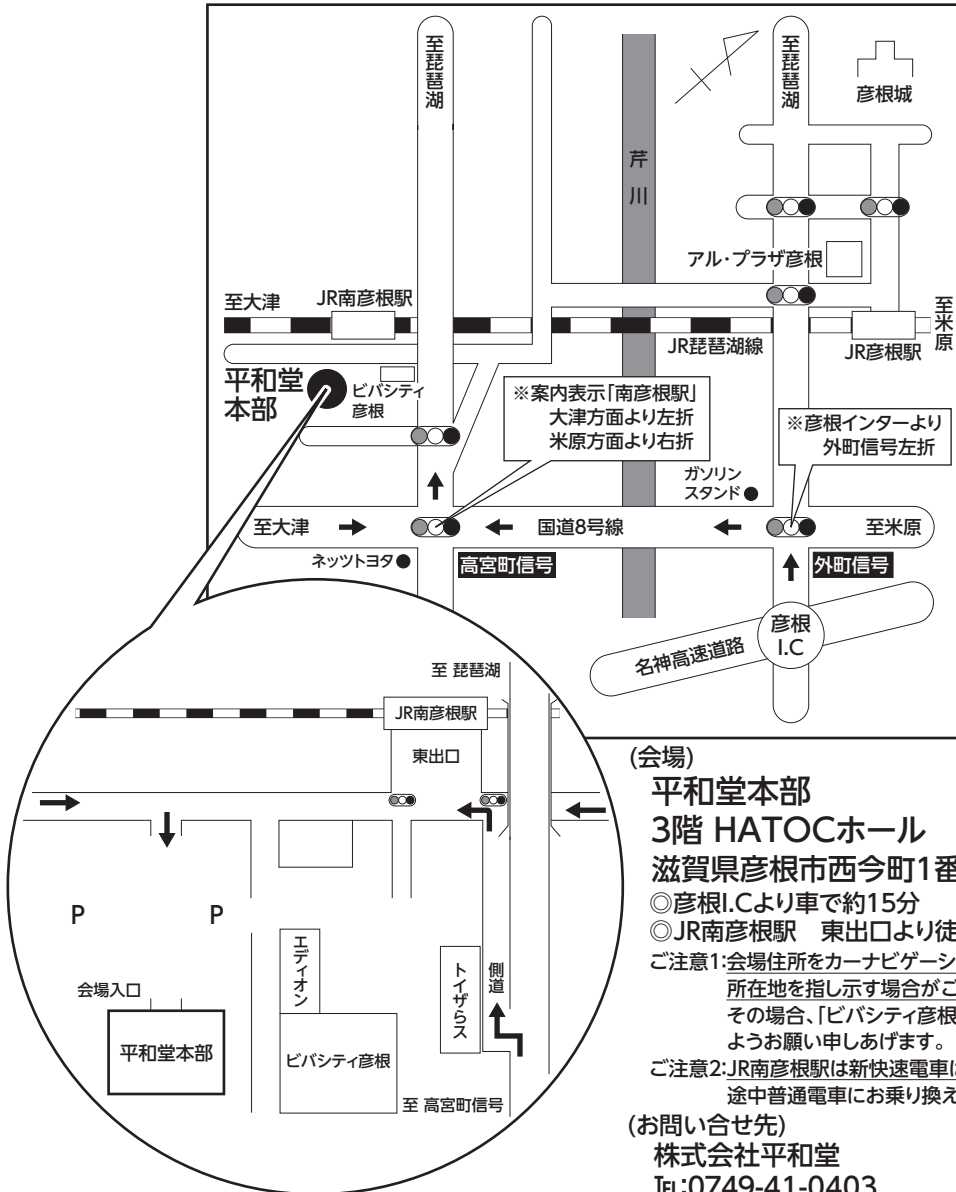 至琵琶湖
至琵琶湖
彦根城
芹川
アル・プラザ彦根
至大津
JR南彦根駅
至米原
JR琵琶湖線
JR彦根駅
平和堂
本部
ビバシティ
彦根
※案内表示「南彦根駅」
大津方面より左折
米原方面より右折
※彦根インターより
外町信号左折
ガソリン
スタンド
至大津
国道8号線
至米原
ネッツトヨタ
高宮町信号
外町信号
彦根
I.C
名神高速道路
至 琵琶湖
JR南彦根駅
東出口
P
P
エディオン
トイザらス
側道
会場入口
平和堂本部
ビバシティ彦根
至 高宮町信号
(会場)
平和堂本部
3階 HATOCホール
滋賀県彦根市西今町1番
◎彦根I.Cより車で約15分
◎JR南彦根駅 東出口より徒
ご注意1:会場住所をカーナビゲーシ
所在地を指し示す場合がご
その場合、「ビバシティ彦根
ようお願い申しあげます。
ご注意2:JR南彦根駅は新快速電車
途中普通電車にお乗り換え
(お問い合せ先)
株式会社平和堂
℡:0749-41-0403